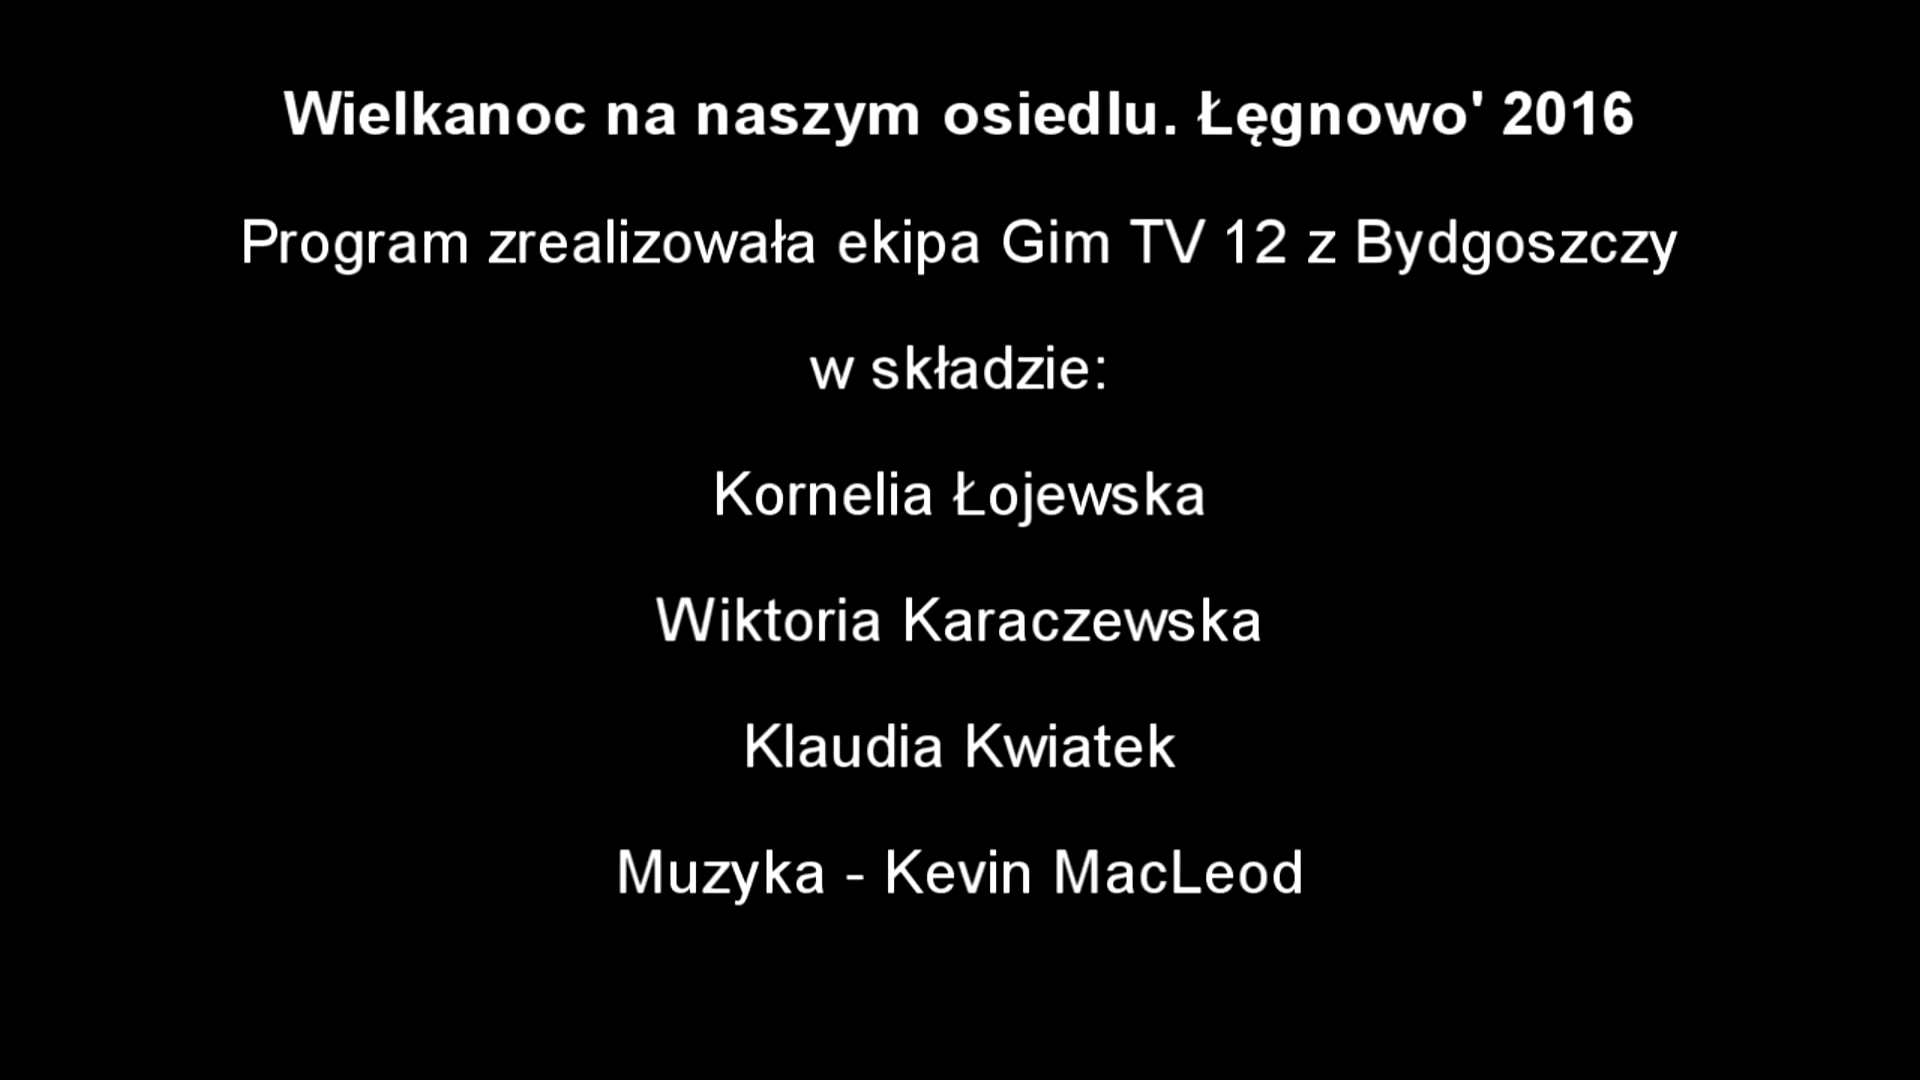 Wielkanoc na naszym osiedlu. Łęgnowo' 2016
Program zrealizowała ekipa Gim TV 12 z Bydgoszczy
w składzie:
Kornelia Łojewska
Wiktoria Karaczewska
Klaudia Kwiatek
Muzyka - Kevin MacLeod